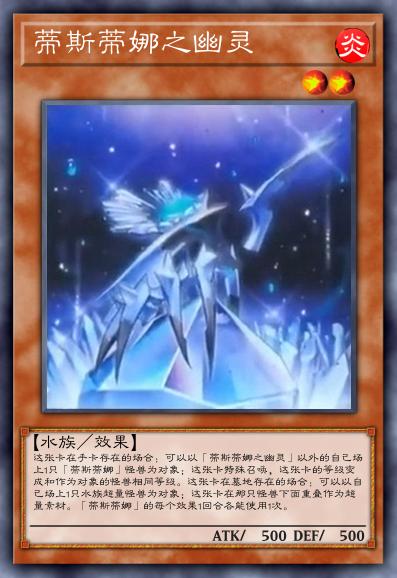 蒂斯蒂娜之幽灵
炎
【水族／效果】
这张卡在手卡存在的场合：可以以「蒂斯蒂娜之幽灵」以外的自己场
上1只「蒂斯蒂娜」怪兽为对象；这张卡特殊召唤，这张卡的等级变
成和作为对象的怪兽相同等级。这张卡在墓地存在的场合：可以以自
己场上1只水族超量怪兽为对象；这张卡在那只怪兽下面重叠作为超
量素材。「蒂斯蒂娜」的每个效果1回合各能使用1次。
ATK/ 500 DEF/ 500